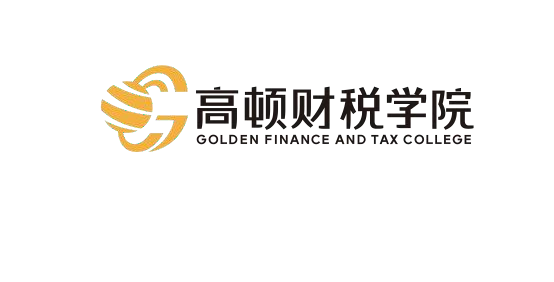 高顿财税学院
GOLDEN FINANCE AND TAX COLLEGE